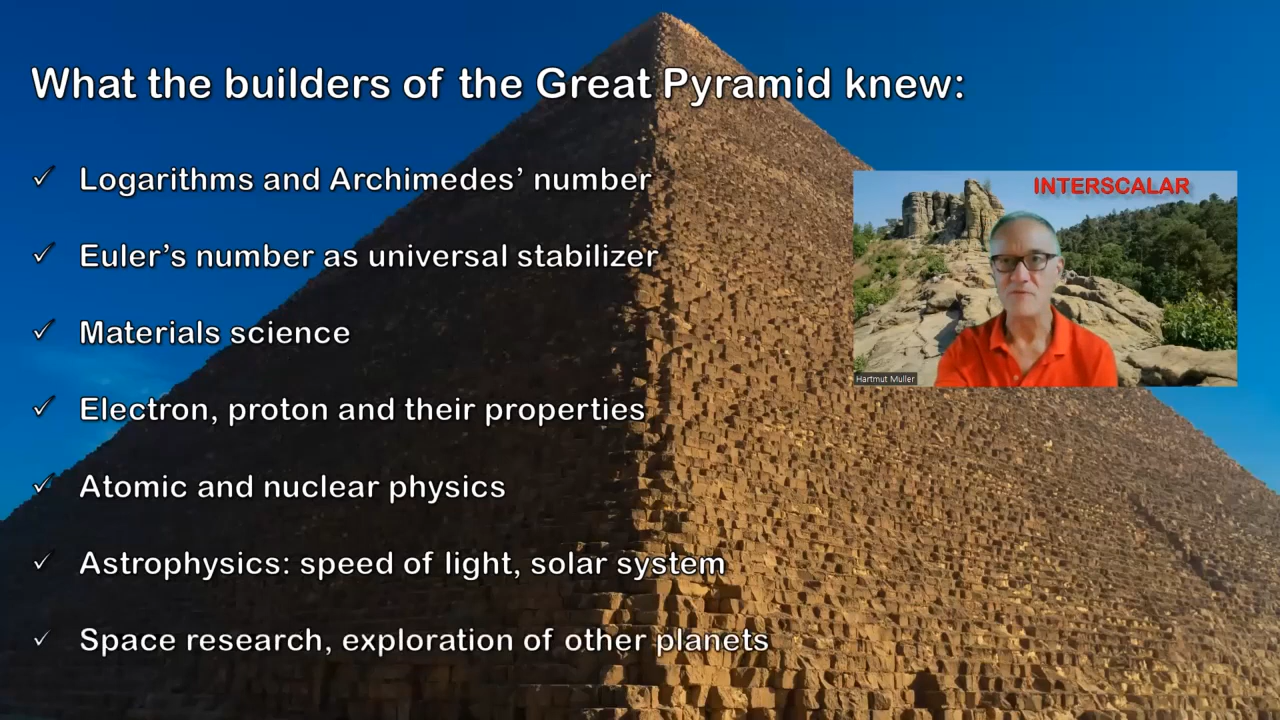 What the builders of the Great Pyramid knew:
✓ Logarithms and Archimedes’ number
✓ Euler’s number as universal stabilizer
✓ Materials science
✓ Electron, proton and their properties
✓ Atomic and nuclear physics
✓ Astrophysics: speed of light, solar system
✓ Space research, exploration of other planets
INTERSCALAR
Hartmut Muller